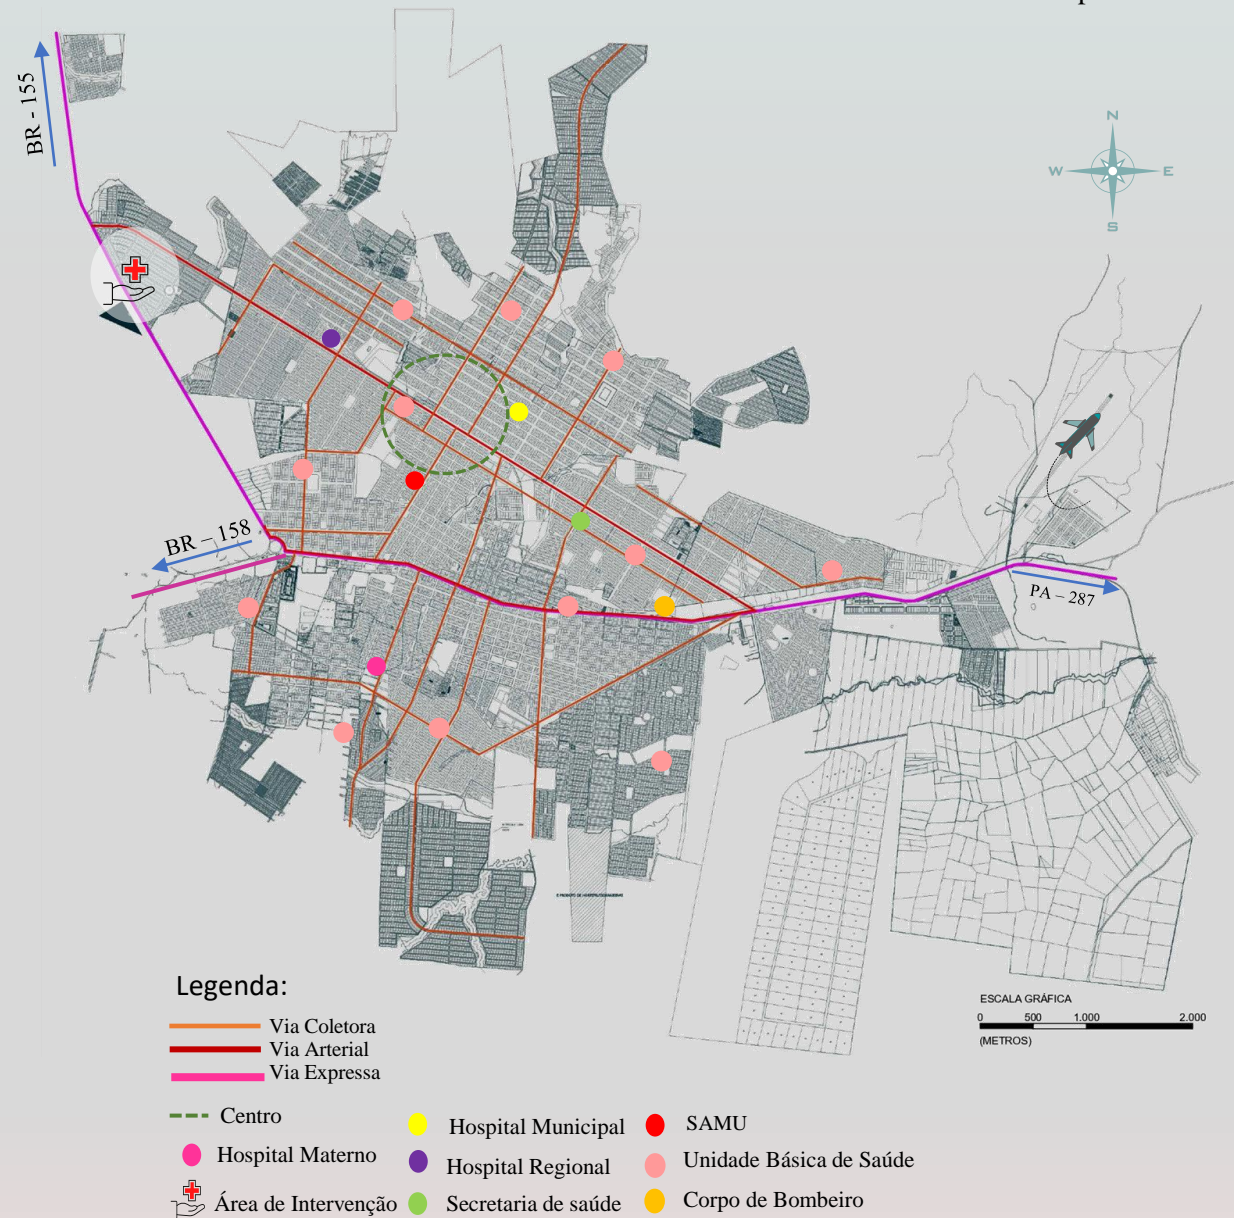 BR - 155
N
W E
S
BR – 158
PA – 287
Legenda:
Via Coletora
Via Arterial
Via Expressa
Centro
Hospital Materno
Área de Intervenção
Hospital Municipal
Hospital Regional
Secretaria de saúde
SAMU
Unidade Básica de Saúde
Corpo de Bombeiro
ESCALA GRÁFICA
0 500 1.000 2.000
(METROS)